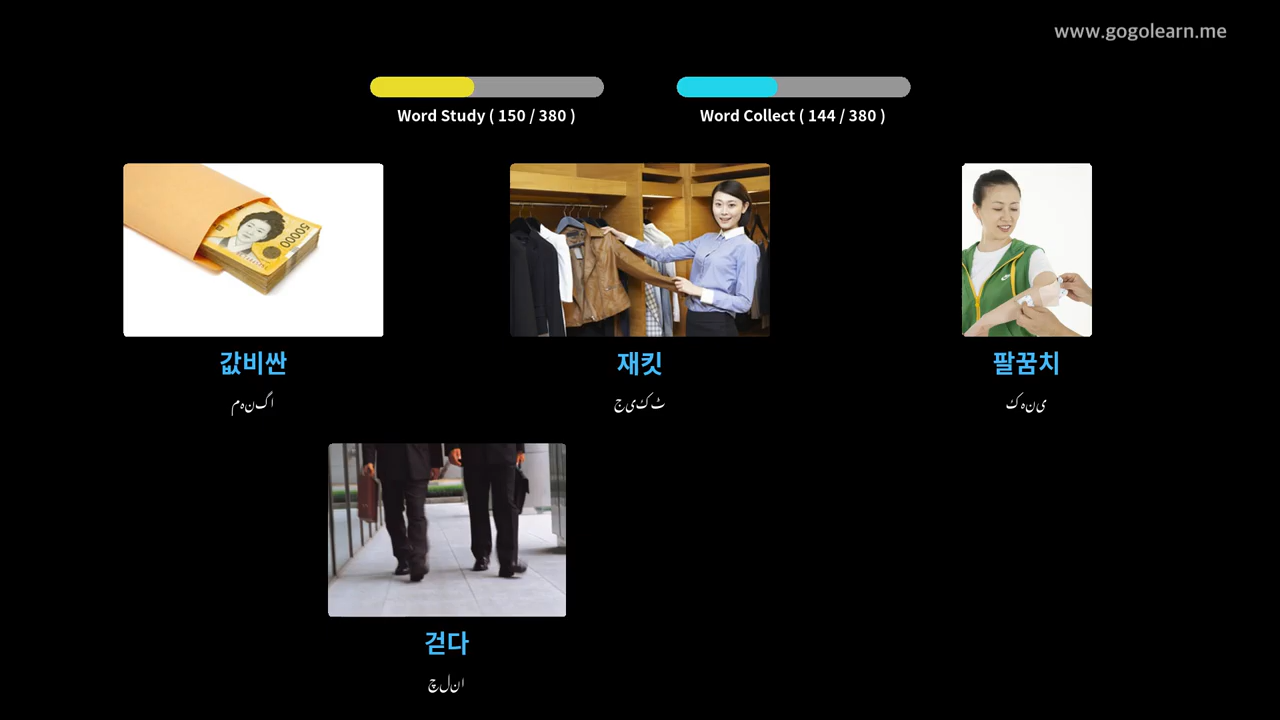 www.gogolearn.me
Word Study ( 150 / 380 )
Word Collect ( 144 / 380 )
50000
값비싼
재킷
팔꿈치
اگنہم
ٹکیج
ینہک
걷다
انلچ